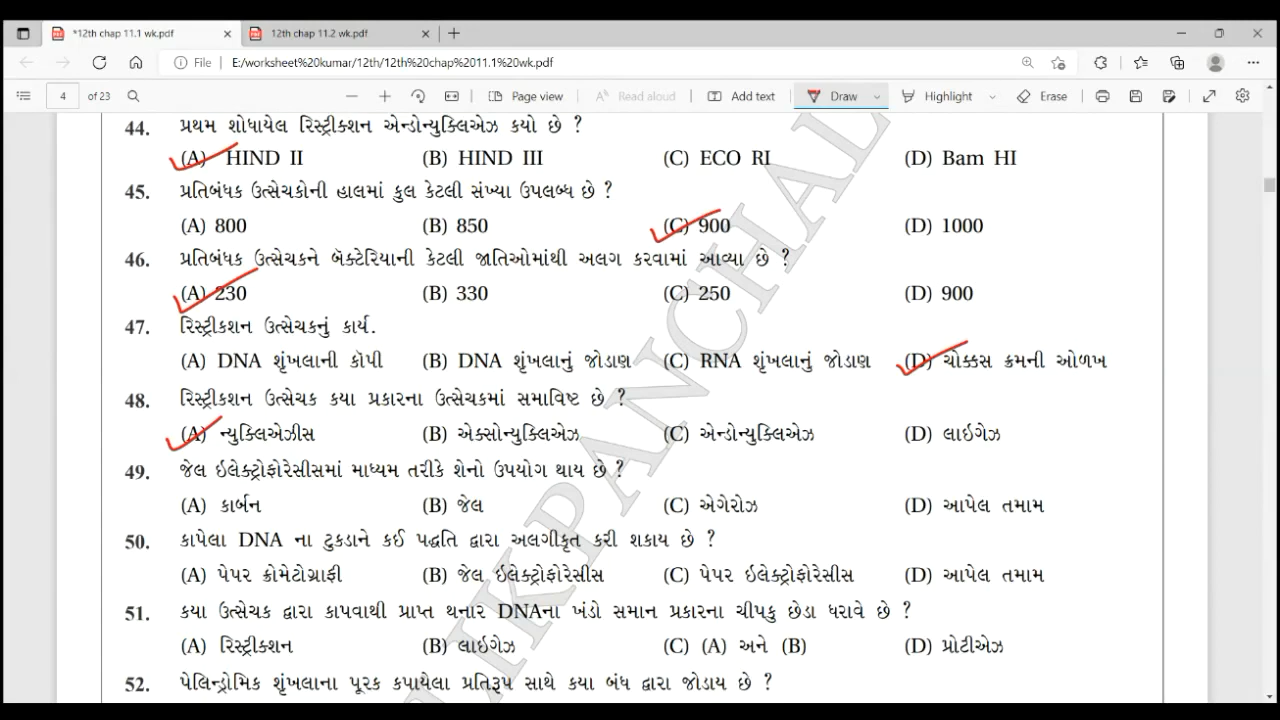 *12th chap 11.1 wk.pdf
12th chap 11.2 wk.pdf
File E:/worksheet%20kumar/12th/12th%20chap%2011.1%20wk.pdf
4 of 23 Page view Read aloud Add text Draw Highlight Erase
44. પ્રથમ શોધાયેલ રિસ્ટ્રીક્શન એન્ડોન્યુક્લિએઝ કયો છે ?
(A) HIND II (B) HIND III (C) ECO RI (D) Bam HI
45. પ્રતિબંધક ઉત્સેચકોની હાલમાં કુલ કેટલી સંખ્યા ઉપલબ્ધ છે ?
(A) 800 (B) 850 (C) 900 (D) 1000
46. પ્રતિબંધક ઉત્સેચકને બૅક્ટેરિયાની કેટલી જાતિઓમાંથી અલગ કરવામાં આવ્યા છે ?
(A) 230 (B) 330 (C) 250 (D) 900
47. રિસ્ટ્રીકશન ઉત્સેચકનું કાર્ય.
(A) DNA શૃંખલાની કૉપી (B) DNA શૃંખલાનું જોડાણ (C) RNA શૃંખલાનું જોડાણ (D) ચોક્કસ ક્રમની ઓળખ
48. રિસ્ટ્રીકશન ઉત્સેચક કયા પ્રકારના ઉત્સેચકમાં સમાવિષ્ટ છે ?
(A) ન્યુક્લિએઝીસ (B) એક્સોન્યુક્લિએઝ (C) એન્ડોન્યુક્લિએઝ (D) લાઇગેઝ
49. જેલ ઇલેક્ટ્રોફોરેસીસમાં માધ્યમ તરીકે શેનો ઉપયોગ થાય છે ?
(A) કાર્બન (B) જેલ (C) એગેરોઝ (D) આપેલ તમામ
50. કાપેલા DNA ના ટુકડાને કઈ પદ્ધતિ દ્વારા અલગીકૃત કરી શકાય છે ?
(A) પેપર ક્રોમેટોગ્રાફી (B) જેલ ઈલેક્ટ્રોફોરેસીસ (C) પેપર ઇલેક્ટ્રોફોરેસીસ (D) આપેલ તમામ
51. કયા ઉત્સેચક દ્વારા કાપવાથી પ્રાપ્ત થનાર DNAના ખંડો સમાન પ્રકારના ચીપકુ છેડા ધરાવે છે ?
(A) રિસ્ટ્રીક્શન (B) લાઇગેઝ (C) (A) અને (B) (D) પ્રોટીએઝ
52. પેલિન્ડ્રોમિક શૃંખલાના પૂરક કપાયેલા પ્રતિરૂપ સાથે કયા બંધ દ્વારા જોડાય છે ?